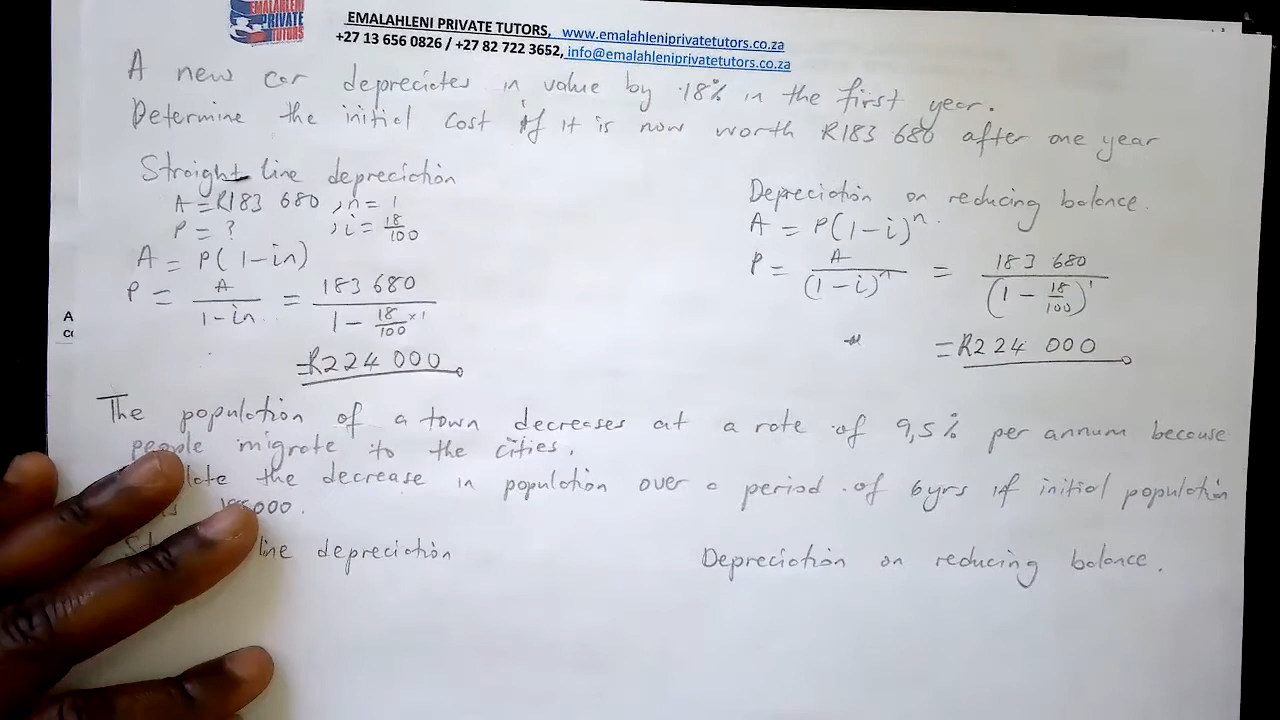 EMALAHLENI
PRIVATE
TUTORS
EMALAHLENI PRIVATE TUTORS, www.emalahleniprivatetutors.co.za
+27 13 656 0826 / +27 82 722 3652, info@emalahleniprivatetutors.co.za
A new car depreciates in value by 18% in the first year.
Determine the initial cost if it is now worth R183 680 after one year
Straight line depreciation
A = R183 680 , n = 1
P = ? , i = 18/100
A = P(1-in)
P = A/(1-in) = 183 680/(1 - 18/100 ×1)
=R224 000
Depreciation on reducing balance.
A = P(1-i)^n.
P = A/(1-i)^n = 183 680/(1 - 18/100)^1
=R224 000
The population of a town decreases at a rate of 9,5% per annum because
people migrate to the cities.
the decrease in population over a period of 6yrs if initial population
000.
line depreciation
Depreciation on reducing balance.